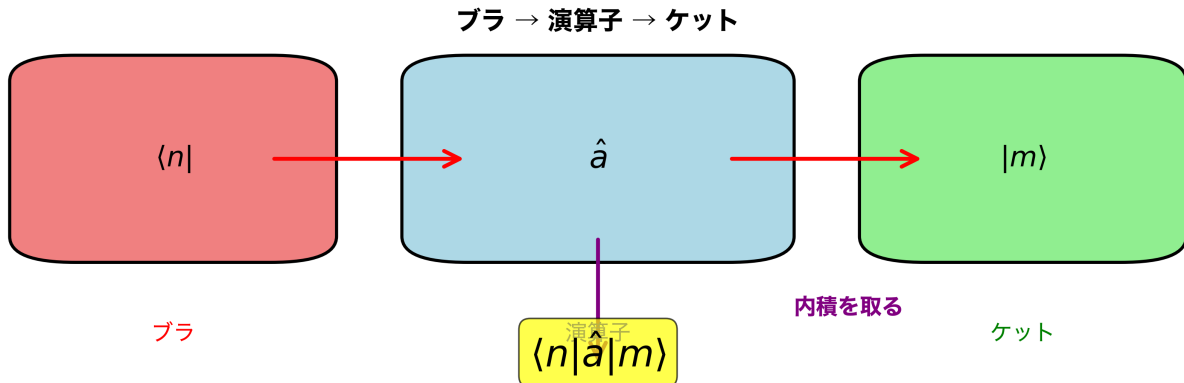 ブラ → 演算子 → ケット
⟨n|
â
|m⟩
内積を取る
ブラ
演算子
ケット
⟨n|â|m⟩